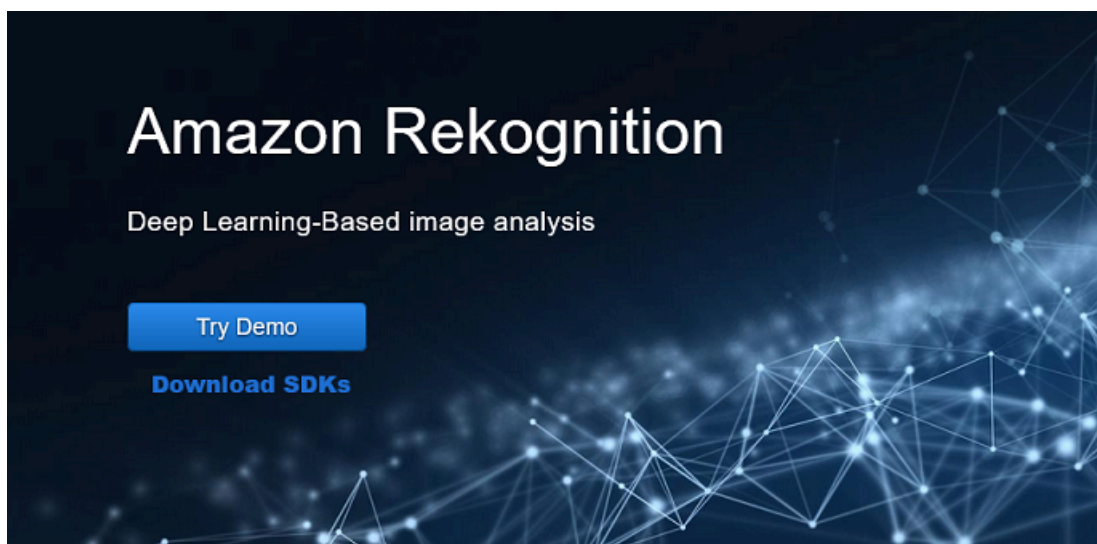 Amazon Rekognition
Deep Learning-Based image analysis
Try Demo
Download SDKs